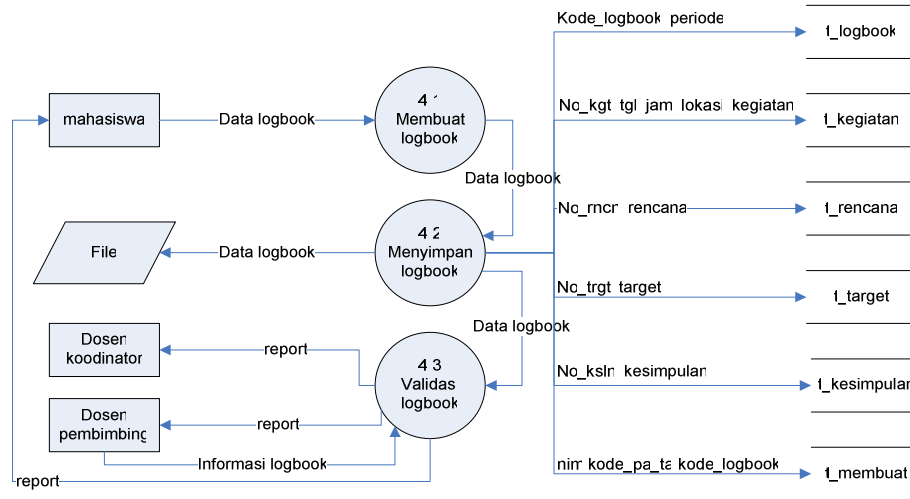 Kode_logbook periode
t_logbook
mahasiswa
Data logbook
4.1
Membuat
logbook
No_kgt tgl jam lokasi kegiatan
t_kegiatan
Data logbook
No_rncn rencana
t_rencana
File
Data logbook
4.2
Menyimpan
logbook
No_trgt target
t_target
Data logbook
Dosen
koodinator
report
4.3
Validas
logbook
No_ksln kesimpulan
t_kesimpulan
Dosen
pembimbing
report
Informasi logbook
nim kode_pa_ta kode_logbook
t_membuat
report